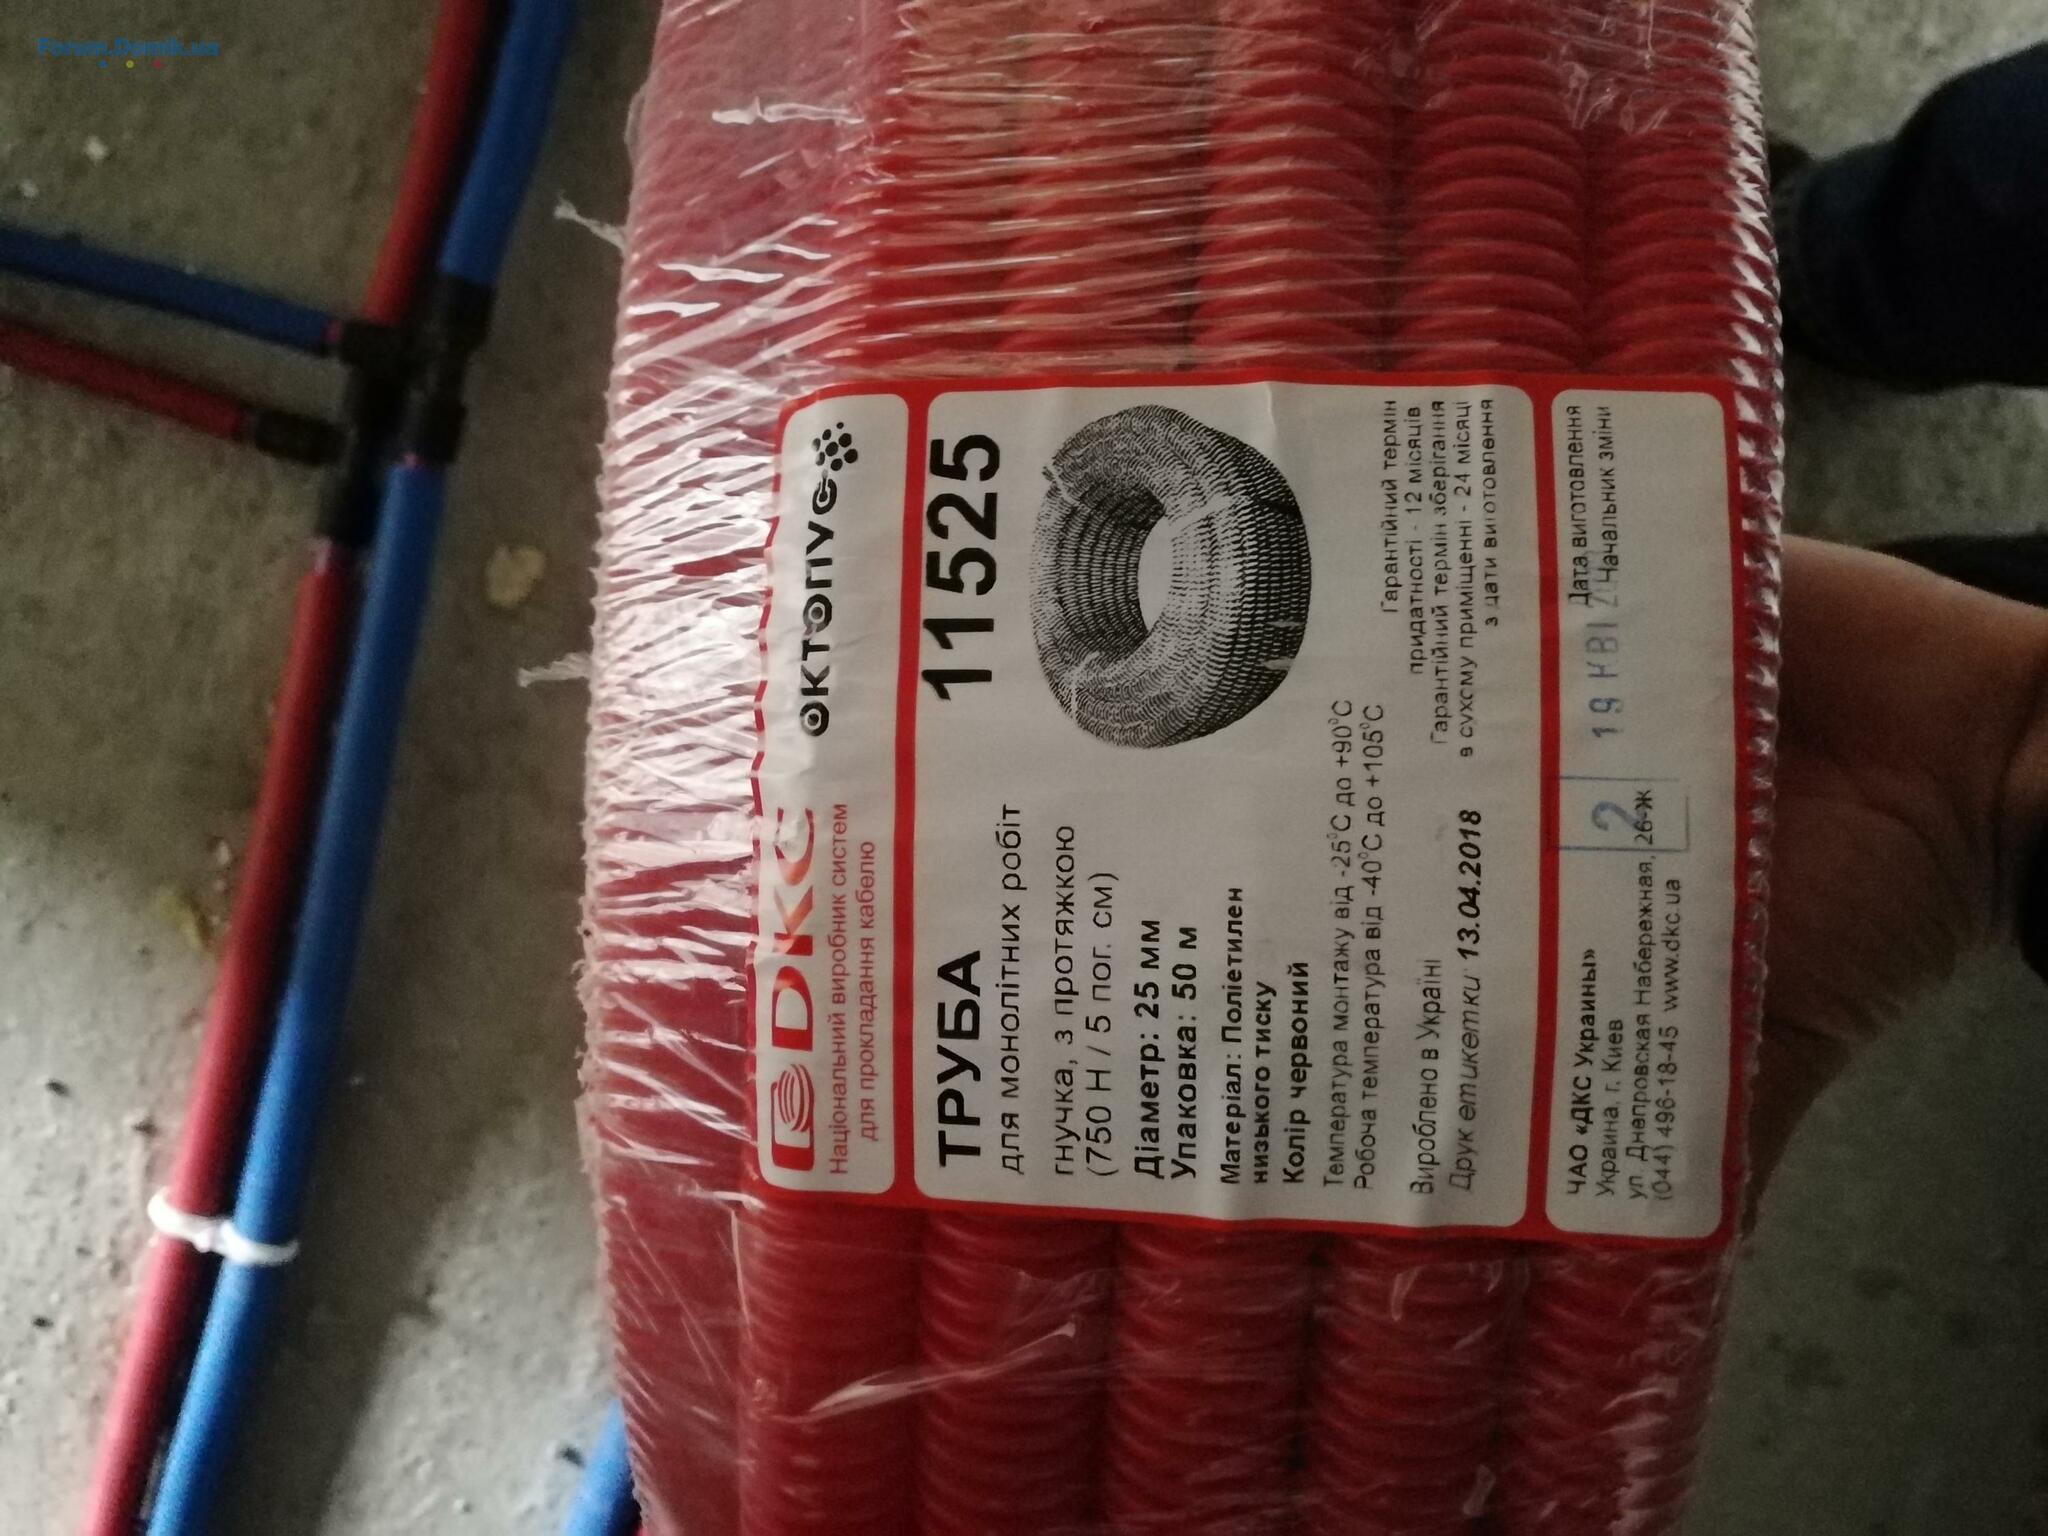 Forum.Domik.ua
DKC
Національний виробник систем
для прокладання кабелю
октопус
ТРУБА
11525
для монолітних робіт
гнучка, з протяжкою
(750 Н / 5 пог. см)
Діаметр: 25 мм
Упаковка: 50 м
Матеріал: Поліетилен
низького тиску
Колір червоний
Температура монтажу від -25°С до +90°С
Робоча температура від -40°С до +105°С
Вироблено в Україні
Друк етикетки: 13.04.2018
Гарантійний термін
придатності - 12 місяців
Гарантійний термін зберігання
в сухому приміщенні - 24 місяці
з дати виготовлення
ЧАО «ДКС Украины»
Украина, г. Киев
ул. Днепровская Набережная, 26-Ж
(044) 496-18-45 www.dkc.ua
2
19 КВІ
Дата виготовлення
Начальник зміни